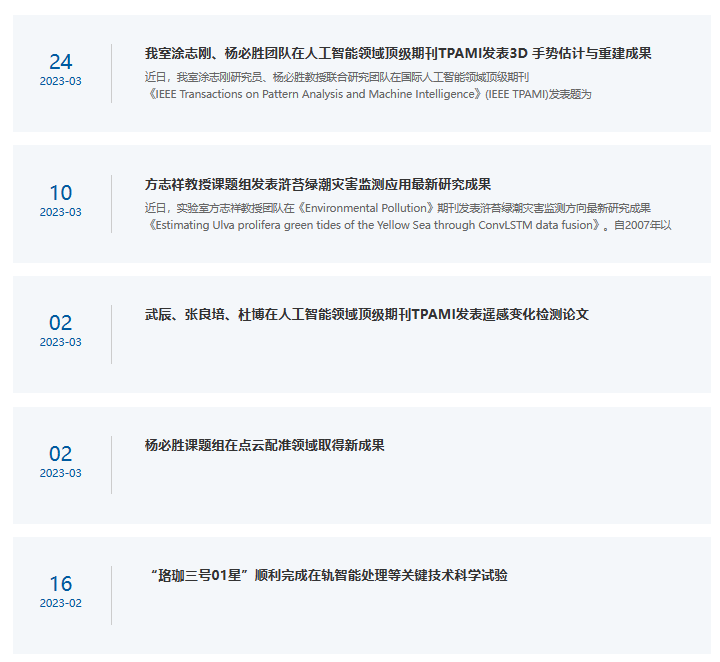 24
2023-03
我室涂志刚、杨必胜团队在人工智能领域顶级期刊TPAMI发表3D 手势估计与重建成果
近日，我室涂志刚研究员、杨必胜教授联合研究团队在国际人工智能领域顶级期刊
《IEEE Transactions on Pattern Analysis and Machine Intelligence》(IEEE TPAMI)发表题为
10
2023-03
方志祥教授课题组发表浒苔绿潮灾害监测应用最新研究成果
近日，实验室方志祥教授团队在《Environmental Pollution》期刊发表浒苔绿潮灾害监测方向最新研究成果
《Estimating Ulva prolifera green tides of the Yellow Sea through ConvLSTM data fusion》。自2007年以
02
2023-03
武辰、张良培、杜博在人工智能领域顶级期刊TPAMI发表遥感变化检测论文
02
2023-03
杨必胜课题组在点云配准领域取得新成果
16
2023-02
“珞珈三号01星”顺利完成在轨智能处理等关键技术科学试验